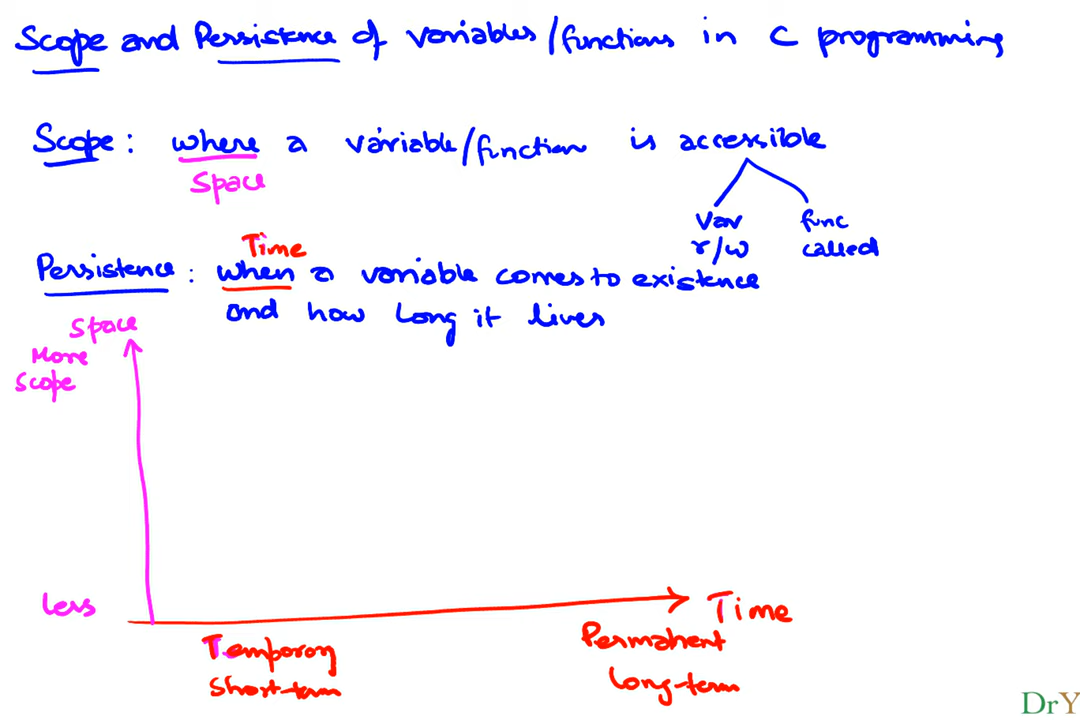 Scope and Persistence of variables/functions in C programming
Scope: where a variable/function is accessible
Space
Var func
r/w called
Time
Persistence: when a variable comes to existence
and how long it lives
Space
More
Scope
Less
Time
Temporary Permanent
Short-term Long-term
DrY